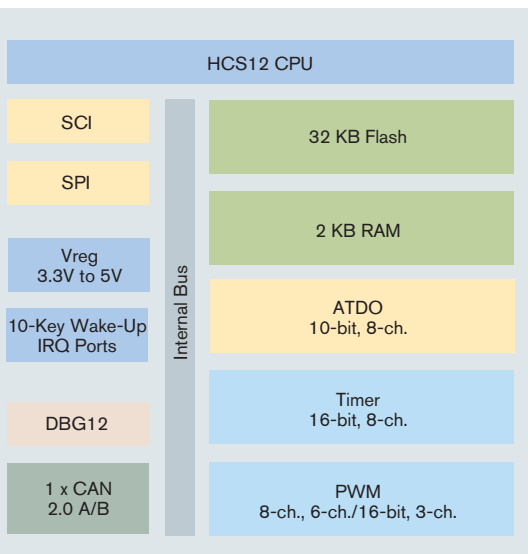 HCS12 CPU
SCI
SPI
Vreg
3.3V to 5V
10-Key Wake-Up
IRQ Ports
DBG12
1 x CAN
2.0 A/B
Internal Bus
32 KB Flash
2 KB RAM
ATDO
10-bit, 8-ch.
Timer
16-bit, 8-ch.
PWM
8-ch., 6-ch./16-bit, 3-ch.